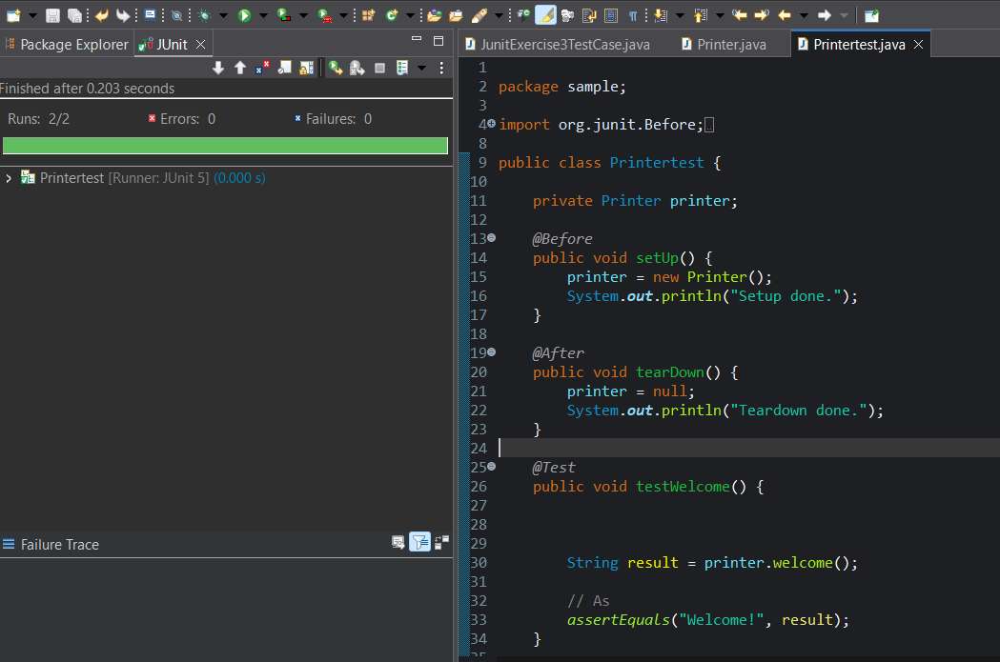 Package Explorer JUnit
JunitExercise3TestCase.java Printer.java Printertest.java
Finished after 0.203 seconds
Runs: 2/2 Errors: 0 Failures: 0
Printertest [Runner: JUnit 5] (0.000 s)
Failure Trace
1
2 package sample;
3
4 import org.junit.Before;
8
9 public class Printertest {
10
11 private Printer printer;
12
13 @Before
14 public void setUp() {
15 printer = new Printer();
16 System.out.println("Setup done.");
17 }
18
19 @After
20 public void tearDown() {
21 printer = null;
22 System.out.println("Teardown done.");
23 }
24
25 @Test
26 public void testWelcome() {
27
28
29
30 String result = printer.welcome();
31
32 // As
33 assertEquals("Welcome!", result);
34 }